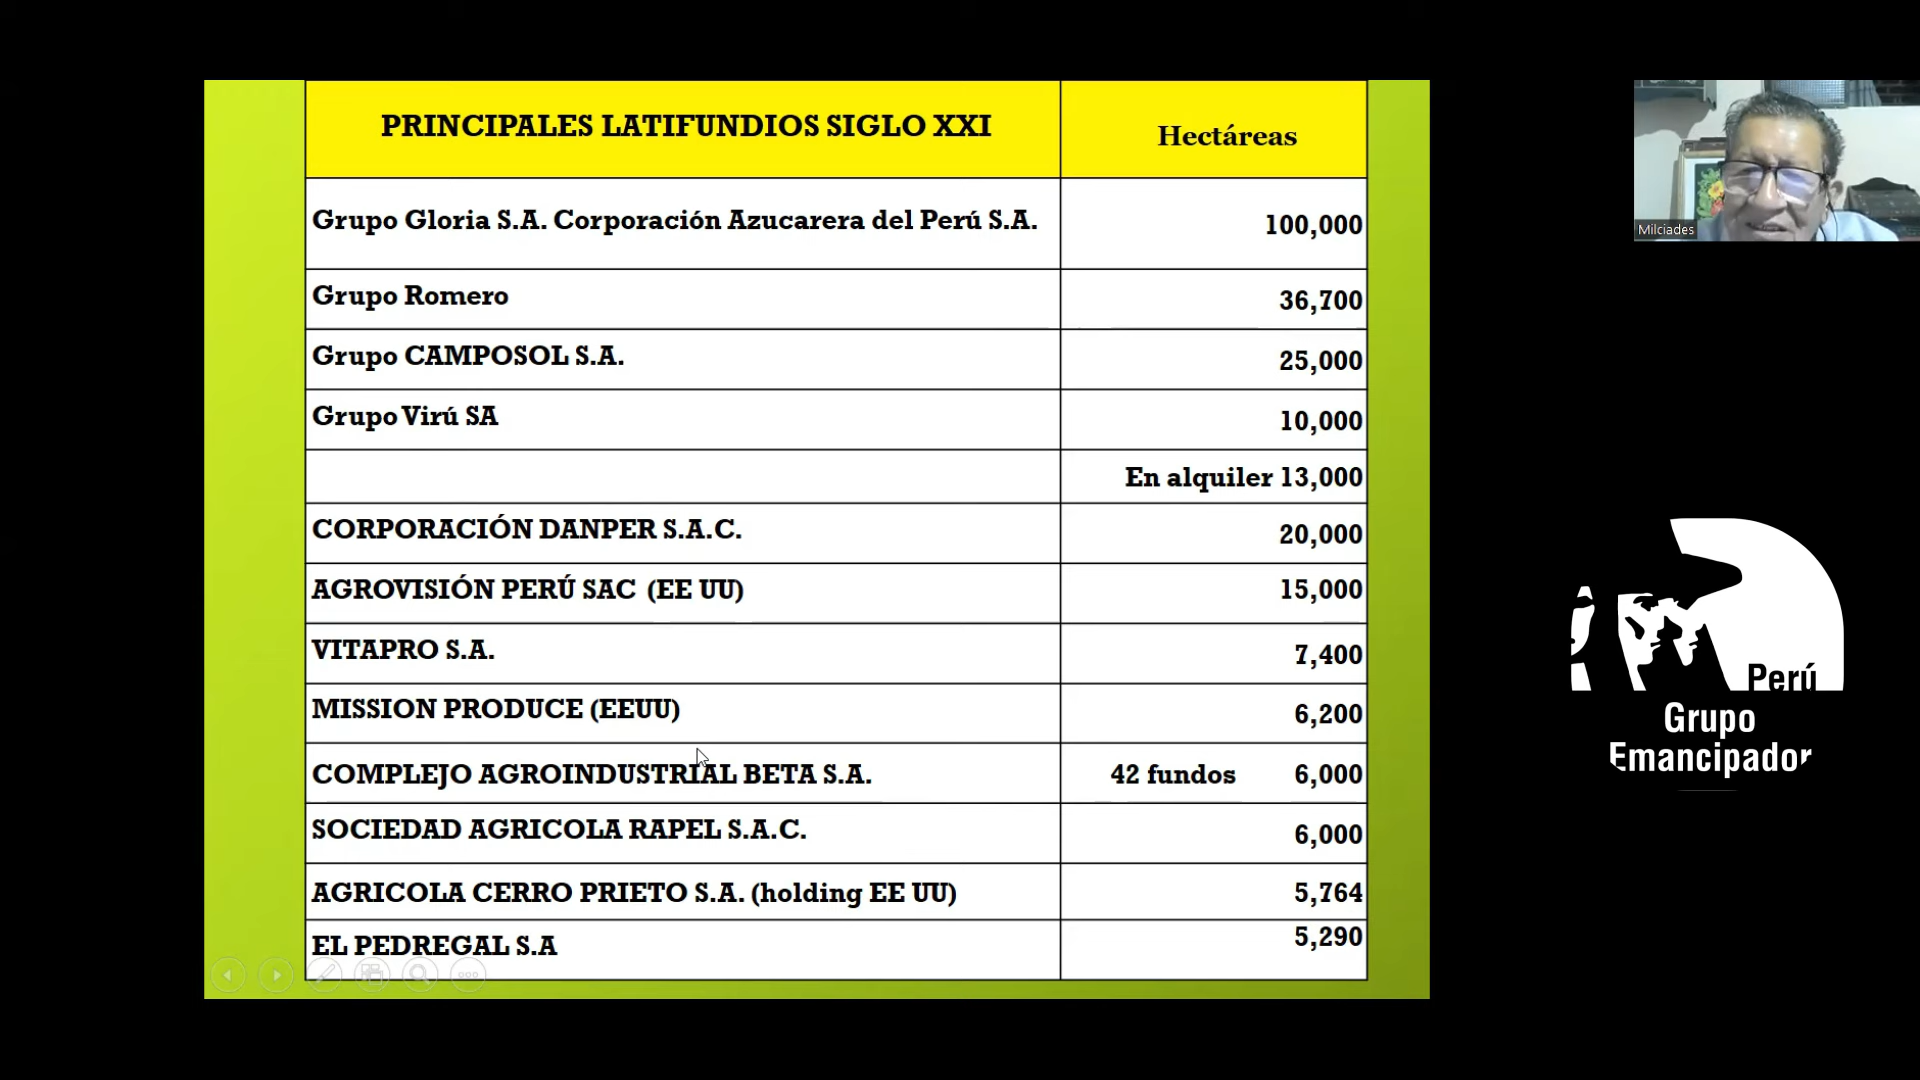 PRINCIPALES LATIFUNDIOS SIGLO XXI Hectáreas
Grupo Gloria S.A. Corporación Azucarera del Perú S.A. 100,000
Grupo Romero 36,700
Grupo CAMPOSOL S.A. 25,000
Grupo Virú SA 10,000
En alquiler 13,000
CORPORACIÓN DANPER S.A.C. 20,000
AGROVISIÓN PERÚ SAC (EE UU) 15,000
VITAPRO S.A. 7,400
MISSION PRODUCE (EEUU) 6,200
COMPLEJO AGROINDUSTRIAL BETA S.A. 42 fundos 6,000
SOCIEDAD AGRICOLA RAPEL S.A.C. 6,000
AGRICOLA CERRO PRIETO S.A. (holding EE UU) 5,764
EL PEDREGAL S.A 5,290
Milciades
Perú
Grupo
Emancipador